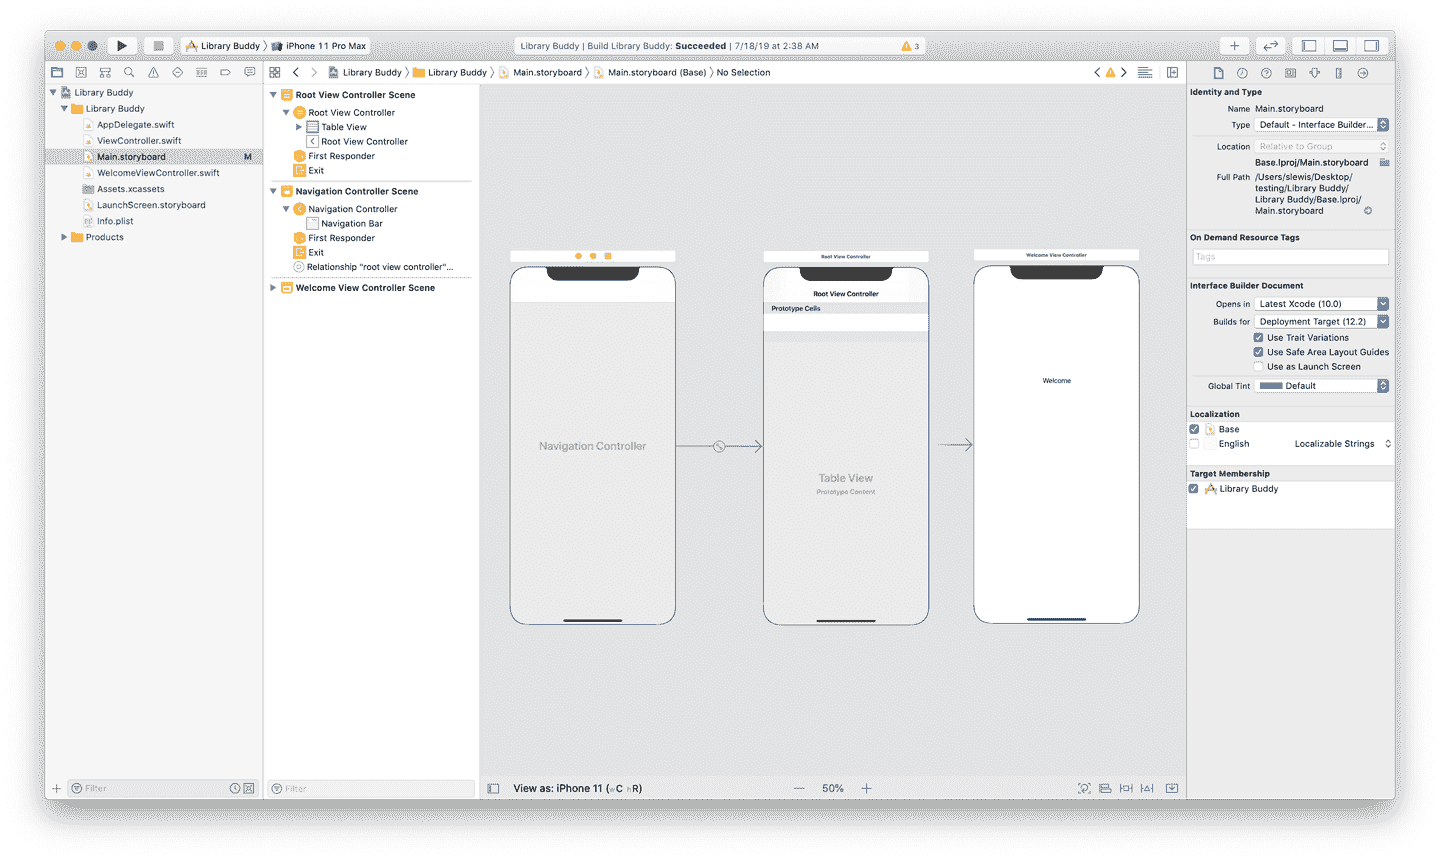 Library Buddy
iPhone 11 Pro Max
Library Buddy | Build Library Buddy: Succeeded | 7/18/19 at 2:38 AM
3
Library Buddy
Library Buddy
Main.storyboard
Main.storyboard (Base)
No Selection
Library Buddy
Library Buddy
AppDelegate.swift
ViewController.swift
Main.storyboard M
WelcomeViewController.swift
Assets.xcassets
LaunchScreen.storyboard
Info.plist
Products
Filter
Root View Controller Scene
Root View Controller
Table View
Root View Controller
First Responder
Exit
Navigation Controller Scene
Navigation Controller
Navigation Bar
First Responder
Exit
Relationship "root view controller"...
Welcome View Controller Scene
Filter
Navigation Controller
Root View Controller
Root View Controller
Prototype Cells
Table View
Prototype Content
Welcome View Controller
Welcome
View as: iPhone 11 (wC hR)
50%
Identity and Type
Name Main.storyboard
Type Default - Interface Builder...
Location Relative to Group
Base.lproj/Main.storyboard
Full Path /Users/slewis/Desktop/
testing/Library Buddy/
Library Buddy/Base.lproj/
Main.storyboard
On Demand Resource Tags
Tags
Interface Builder Document
Opens in Latest Xcode (10.0)
Builds for Deployment Target (12.2)
Use Trait Variations
Use Safe Area Layout Guides
Use as Launch Screen
Global Tint Default
Localization
Base
English Localizable Strings
Target Membership
Library Buddy